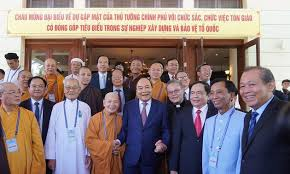 CHÀO MỪNG ĐẠI BIỂU VỀ DỰ GẶP MẶT CỦA THỦ TƯỚNG CHÍNH PHỦ VỚI CHỨC SẮC, CHỨC VIỆC TÔN GIÁO
CÓ ĐÓNG GÓP TIÊU BIỂU TRONG SỰ NGHIỆP XÂY DỰNG VÀ BẢO VỆ TỔ QUỐC